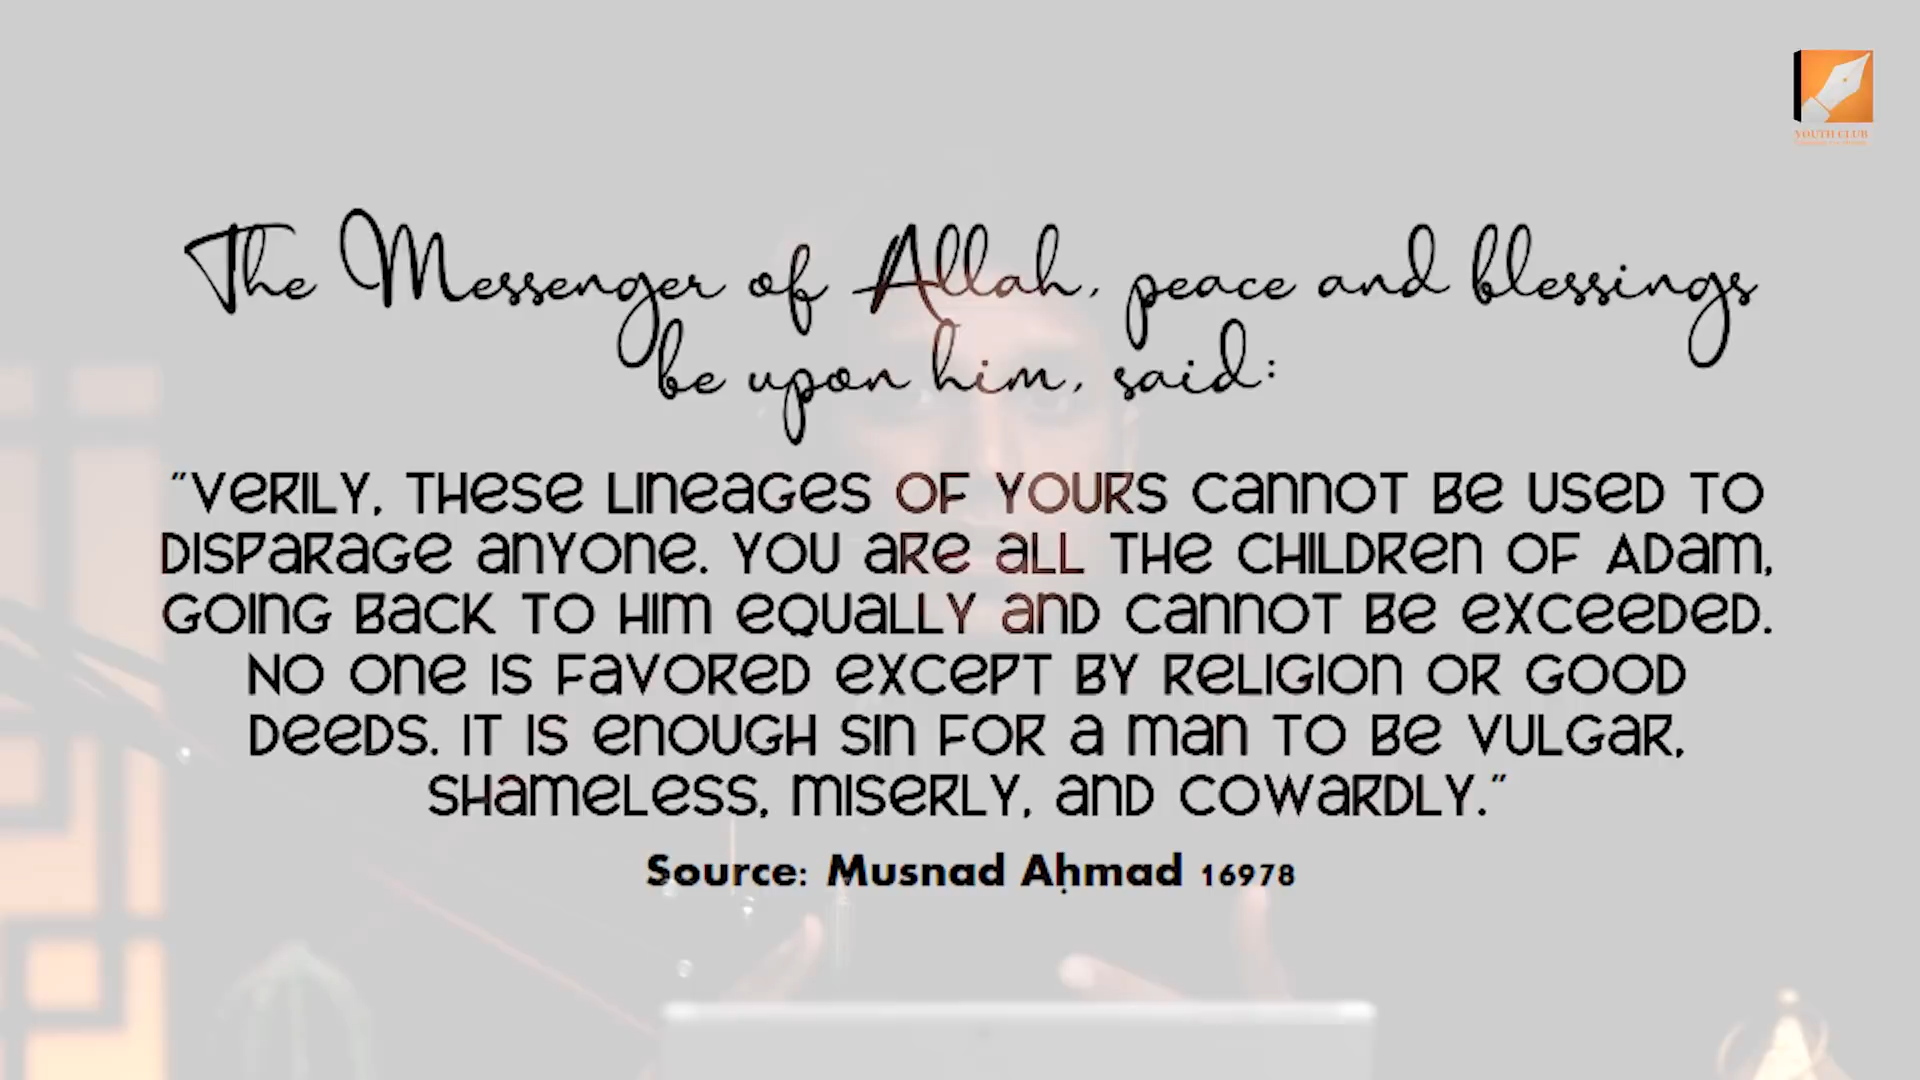 YOUTH CLUB
The Messenger of Allah, peace and blessings
be upon him, said:
"Verily, these lineages of yours cannot be used to
disparage anyone. You are all the children of Adam,
going back to him equally and cannot be exceeded.
No one is favored except by religion or good
deeds. It is enough sin for a man to be vulgar,
shameless, miserly, and cowardly."
Source: Musnad Aḥmad 16978